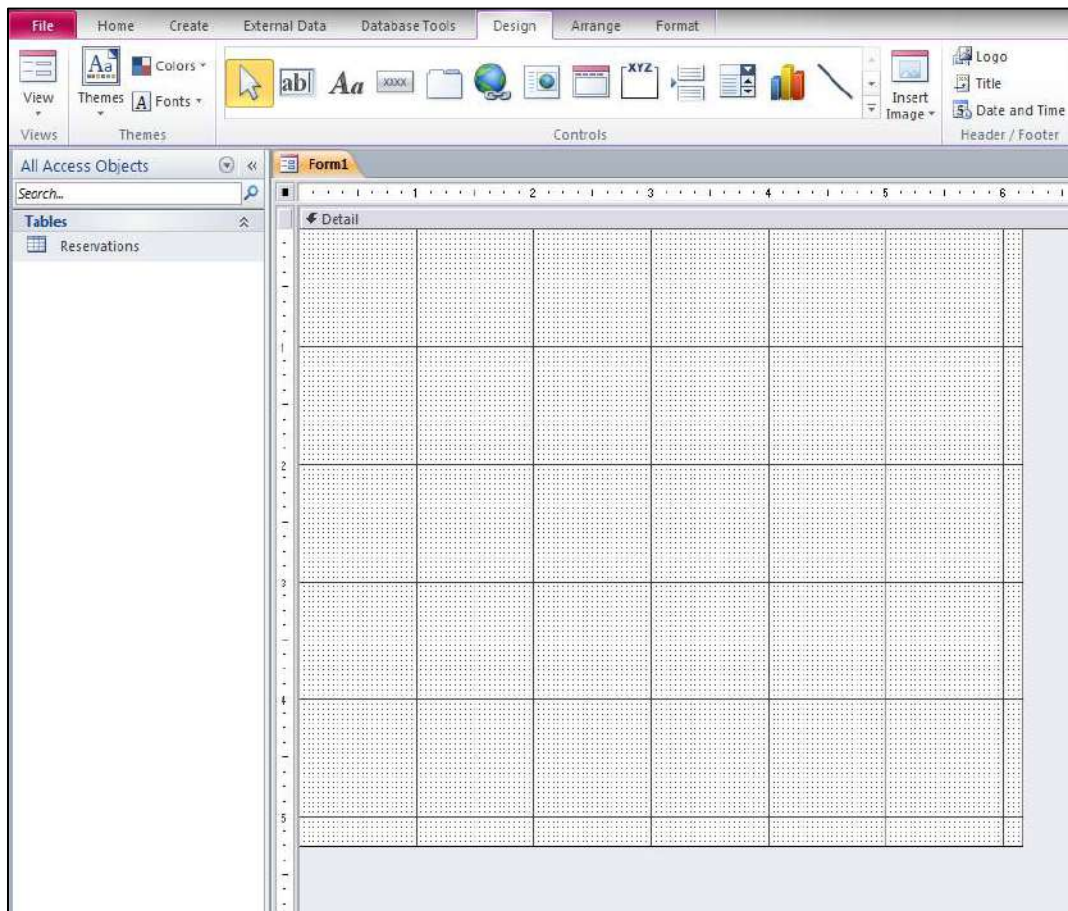 File Home Create External Data Database Tools Design Arrange Format
Aa Colors ab| Aa XXXX XYZ Logo
View Themes A Fonts Insert Title
Image 5 Date and Time
Views Themes Controls Header / Footer
All Access Objects « Form1
Search... 1 2 3 4 5 6
Tables Detail
Reservations
1
2
3
4
5